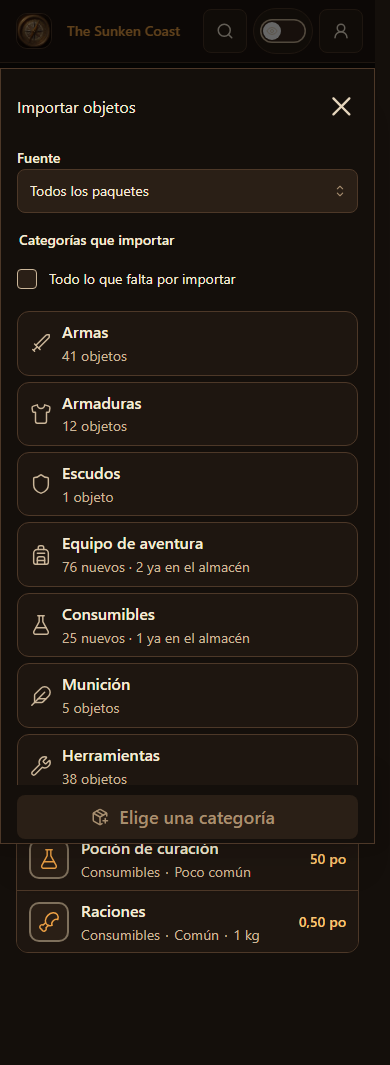 The Sunken Coast
Importar objetos
Fuente
Todos los paquetes
Categorías que importar
Todo lo que falta por importar
Armas
41 objetos
Armaduras
12 objetos
Escudos
1 objeto
Equipo de aventura
76 nuevos · 2 ya en el almacén
Consumibles
25 nuevos · 1 ya en el almacén
Munición
5 objetos
Herramientas
38 objetos
Elige una categoría
Poción de curación
50 po
Consumibles · Poco común
Raciones
0,50 po
Consumibles · Común · 1 kg